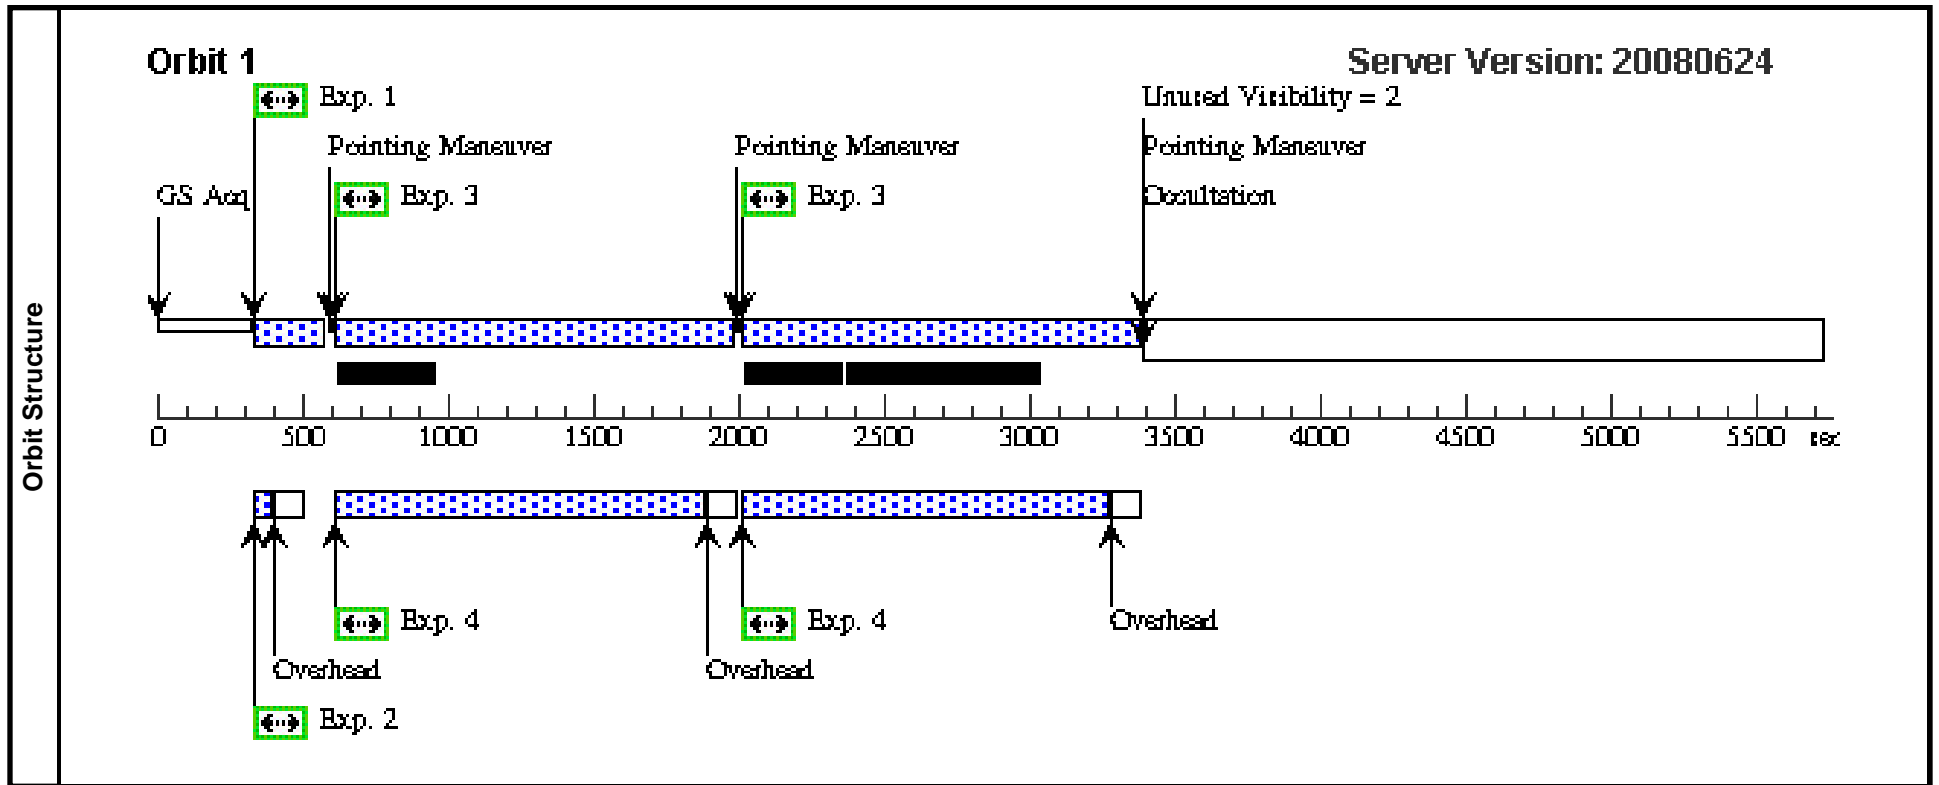 Orbit 1
Server Version: 20080624
Exp. 1
Unused Visibility = 2
Pointing Maneuver
Pointing Maneuver
Pointing Maneuver
GS Acq
Exp. 3
Exp. 3
Occultation
Orbit Structure
0 500 1000 1500 2000 2500 3000 3500 4000 4500 5000 5500 sec
Exp. 4
Exp. 4
Overhead
Overhead
Overhead
Exp. 2